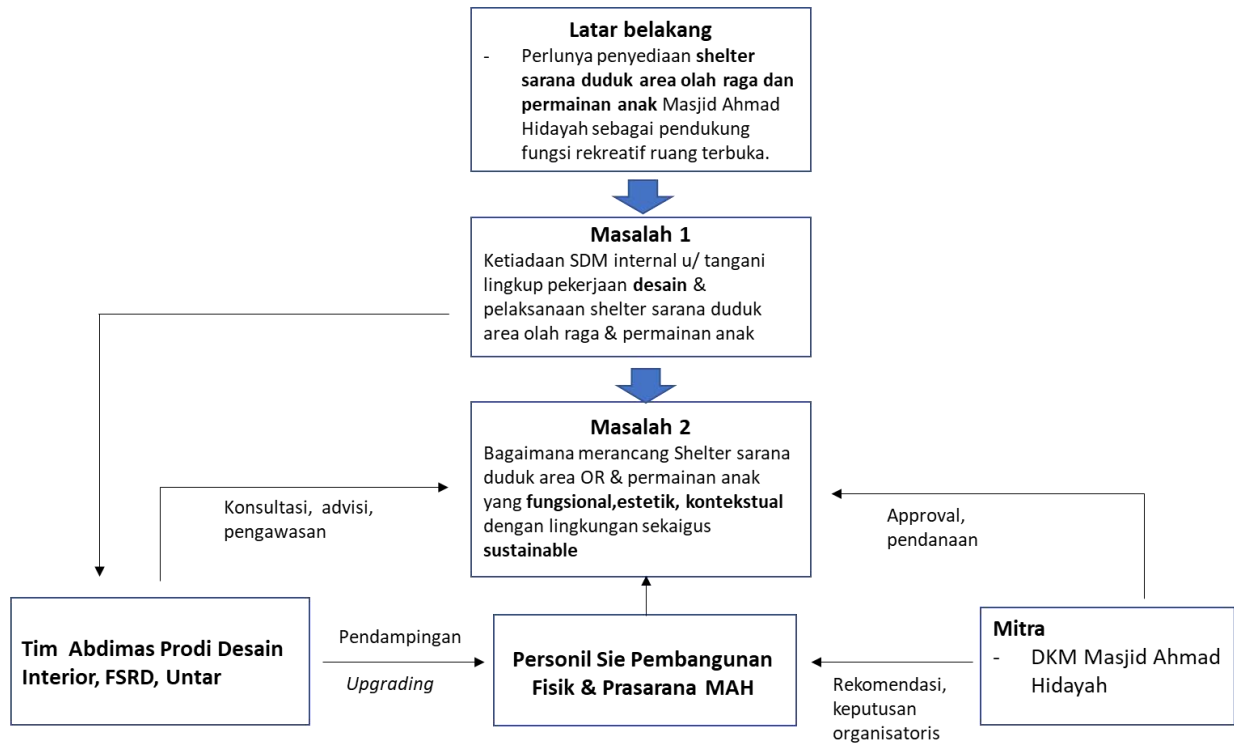 Latar belakang
- Perlunya penyediaan shelter
sarana duduk area olah raga dan
permainan anak Masjid Ahmad
Hidayah sebagai pendukung
fungsi rekreatif ruang terbuka.
Masalah 1
Ketiadaan SDM internal u/ tangani
lingkup pekerjaan desain &
pelaksanaan shelter sarana duduk
area olah raga & permainan anak
Masalah 2
Bagaimana merancang Shelter sarana
duduk area OR & permainan anak
yang fungsional,estetik, kontekstual
dengan lingkungan sekaigus
sustainable
Konsultasi, advisi,
pengawasan
Approval,
pendanaan
Tim Abdimas Prodi Desain
Interior, FSRD, Untar
Pendampingan
Upgrading
Personil Sie Pembangunan
Fisik & Prasarana MAH
Rekomendasi,
keputusan
organisatoris
Mitra
- DKM Masjid Ahmad
Hidayah